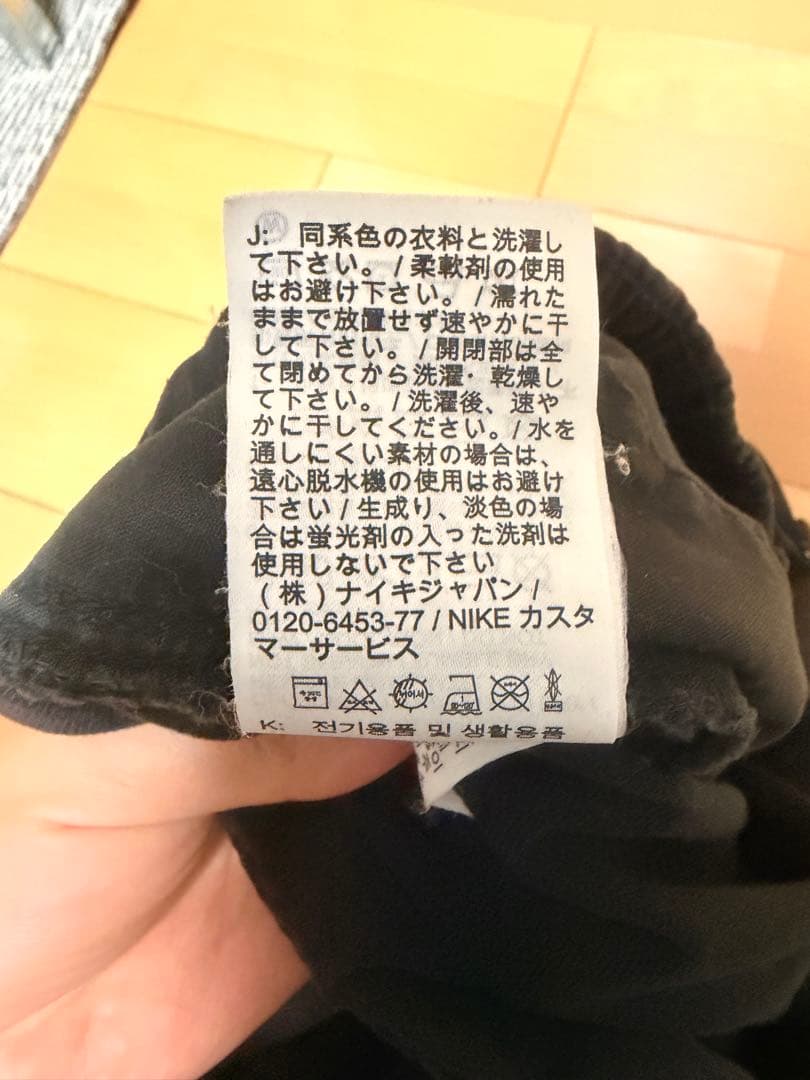 J: 同系色の衣料と洗濯し
て下さい。/ 柔軟剤の使用
はお避け下さい。/ 濡れた
ままで放置せず速やかに干
して下さい。/ 開閉部は全
て閉めてから洗濯・乾燥し
て下さい。/ 洗濯後、速や
かに干してください。/ 水を
通しにくい素材の場合は、
遠心脱水機の使用はお避け
下さい / 生成り、淡色の場
合は蛍光剤の入った洗剤は
使用しないで下さい
(株) ナイキジャパン /
0120-6453-77 / NIKE カスタ
マーサービス
K: 전기용품 및 생활용품